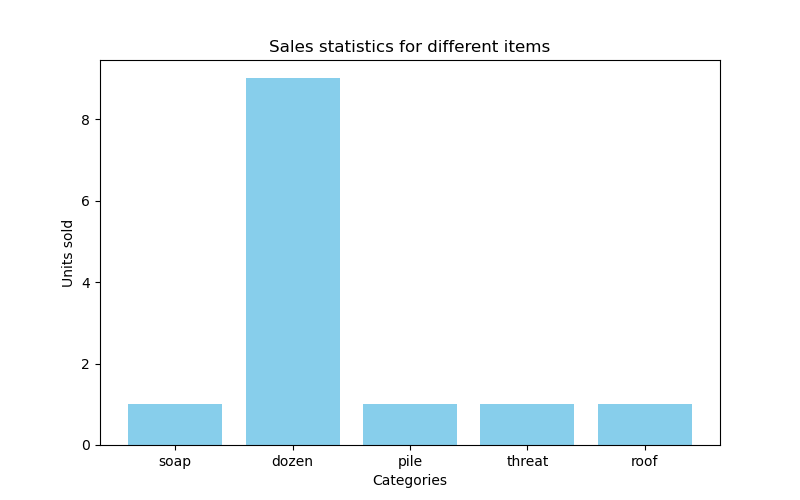 Sales statistics for different items
Units sold
8
6
4
2
0
soap dozen pile threat roof
Categories